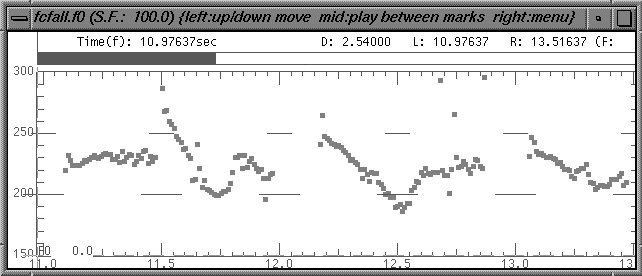 fcfall.f0 (S.F.: 100.0) {left:up/down move mid:play between marks right:menu}
Time(f): 10.97637sec D: 2.54000 L: 10.97637 R: 13.51637 (F:
300
250
200
150
F0 0.0
11.0 11.5 12.0 12.5 13.0 13